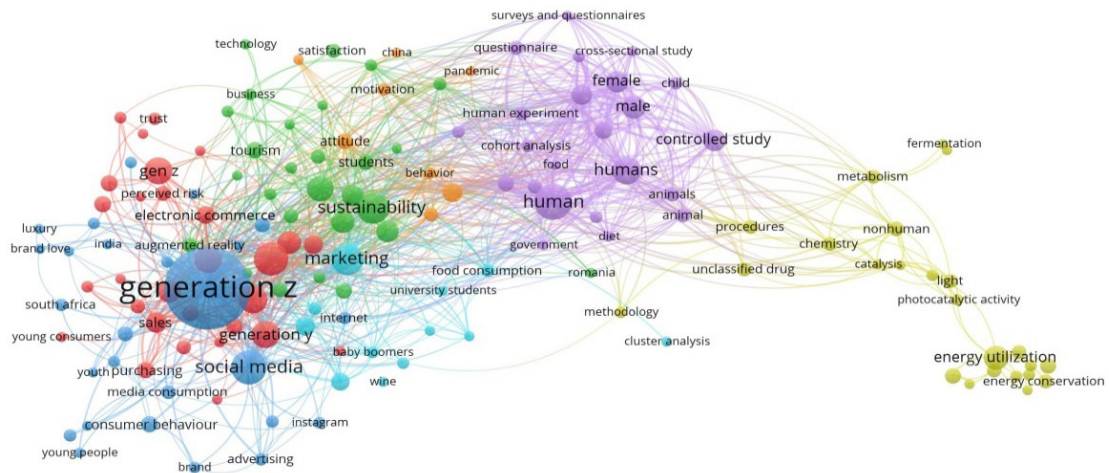 surveys and questionnaires
technology
satisfaction
china
questionnaire
cross-sectional study
pandemic
female
child
business
motivation
male
trust
human experiment
attitude
controlled study
cohort analysis
fermentation
tourism
students
food
gen z
behavior
humans
metabolism
perceived risk
animals
electronic commerce
sustainability
human
animal
luxury
procedures
nonhuman
diet
brand love
india
augmented reality
government
chemistry
marketing
food consumption
romania
unclassified drug
catalysis
light
generation z
university students
photocatalytic activity
south africa
methodology
sales
internet
young consumers
generation y
cluster analysis
baby boomers
energy utilization
youth
purchasing
social media
wine
energy conservation
media consumption
consumer behaviour
instagram
young people
brand
advertising